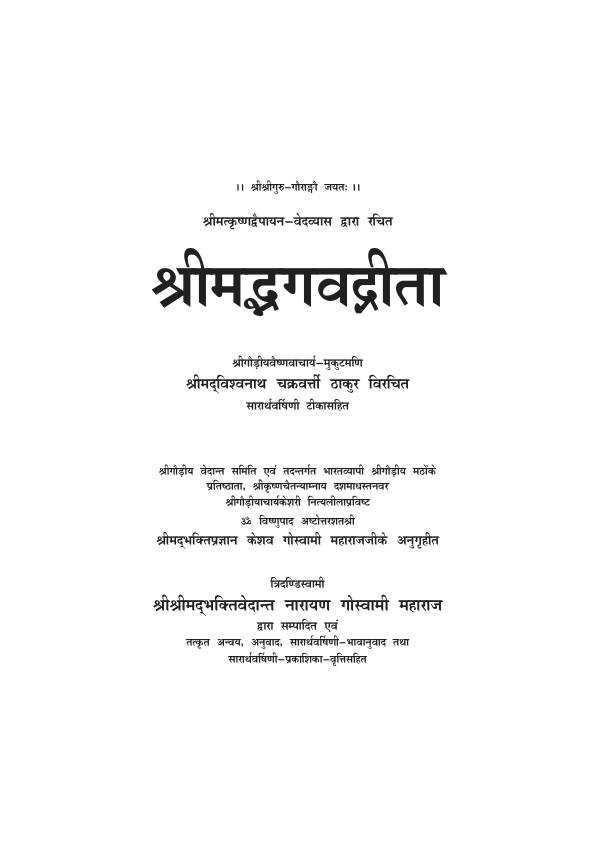 ।। श्रीश्रीगुरु–गौराङ्गौ जयतः ।।
श्रीमत्कृष्णद्वैपायन–वेदव्यास द्वारा रचित
श्रीमद्भगवद्गीता
श्रीगौड़ीयवैष्णवाचार्य–मुकुटमणि
श्रीमद्विश्वनाथ चक्रवर्त्ती ठाकुर विरचित
सारार्थवर्षिणी टीकासहित
श्रीगौड़ीय वेदान्त समिति एवं तदन्तर्गत भारतव्यापी श्रीगौड़ीय मठोंके
प्रतिष्ठाता, श्रीकृष्णचैतन्याम्नाय दशमाधस्तनवर
श्रीगौड़ीयाचार्यकेशरी नित्यलीलाप्रविष्ट
ॐ विष्णुपाद अष्टोत्तरशतश्री
श्रीमद्भक्तिप्रज्ञान केशव गोस्वामी महाराजजीके अनुगृहीत
त्रिदण्डिस्वामी
श्रीश्रीमद्भक्तिवेदान्त नारायण गोस्वामी महाराज
द्वारा सम्पादित एवं
तत्कृत अन्वय, अनुवाद, सारार्थवर्षिणी–भावानुवाद तथा
सारार्थवर्षिणी–प्रकाशिका–वृत्तिसहित